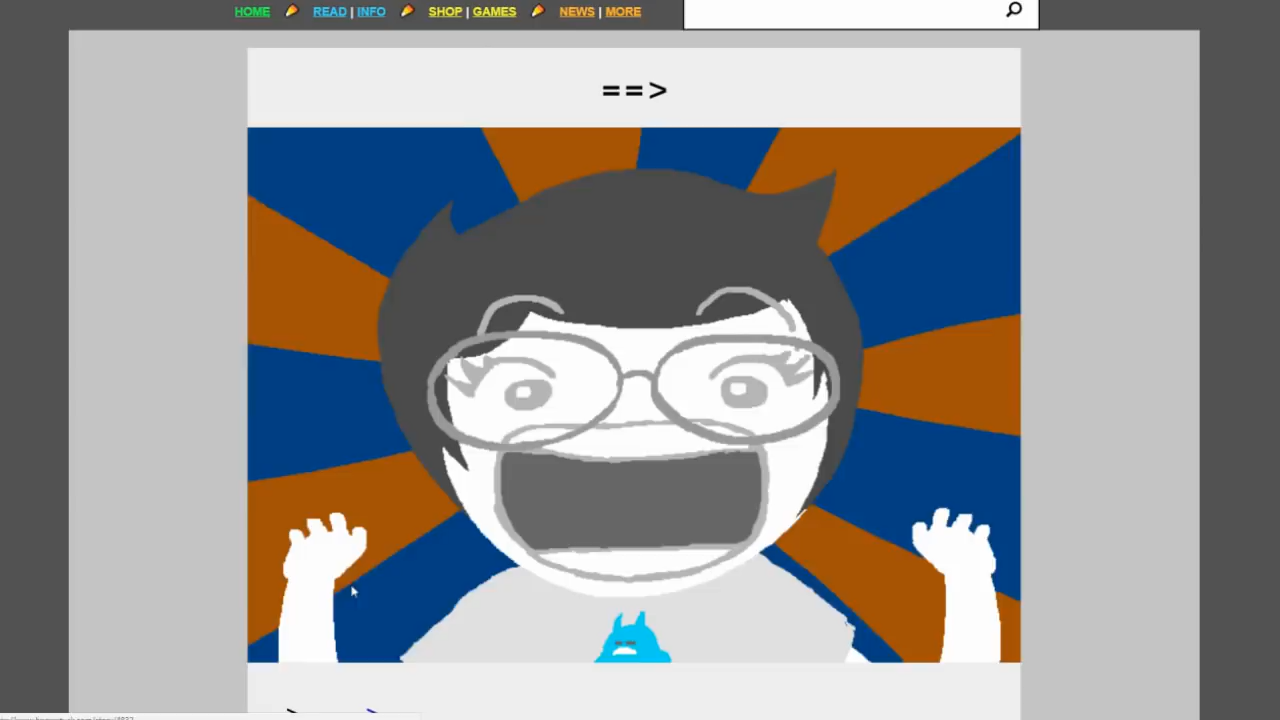 HOME READ | INFO SHOP | GAMES NEWS | MORE
==>